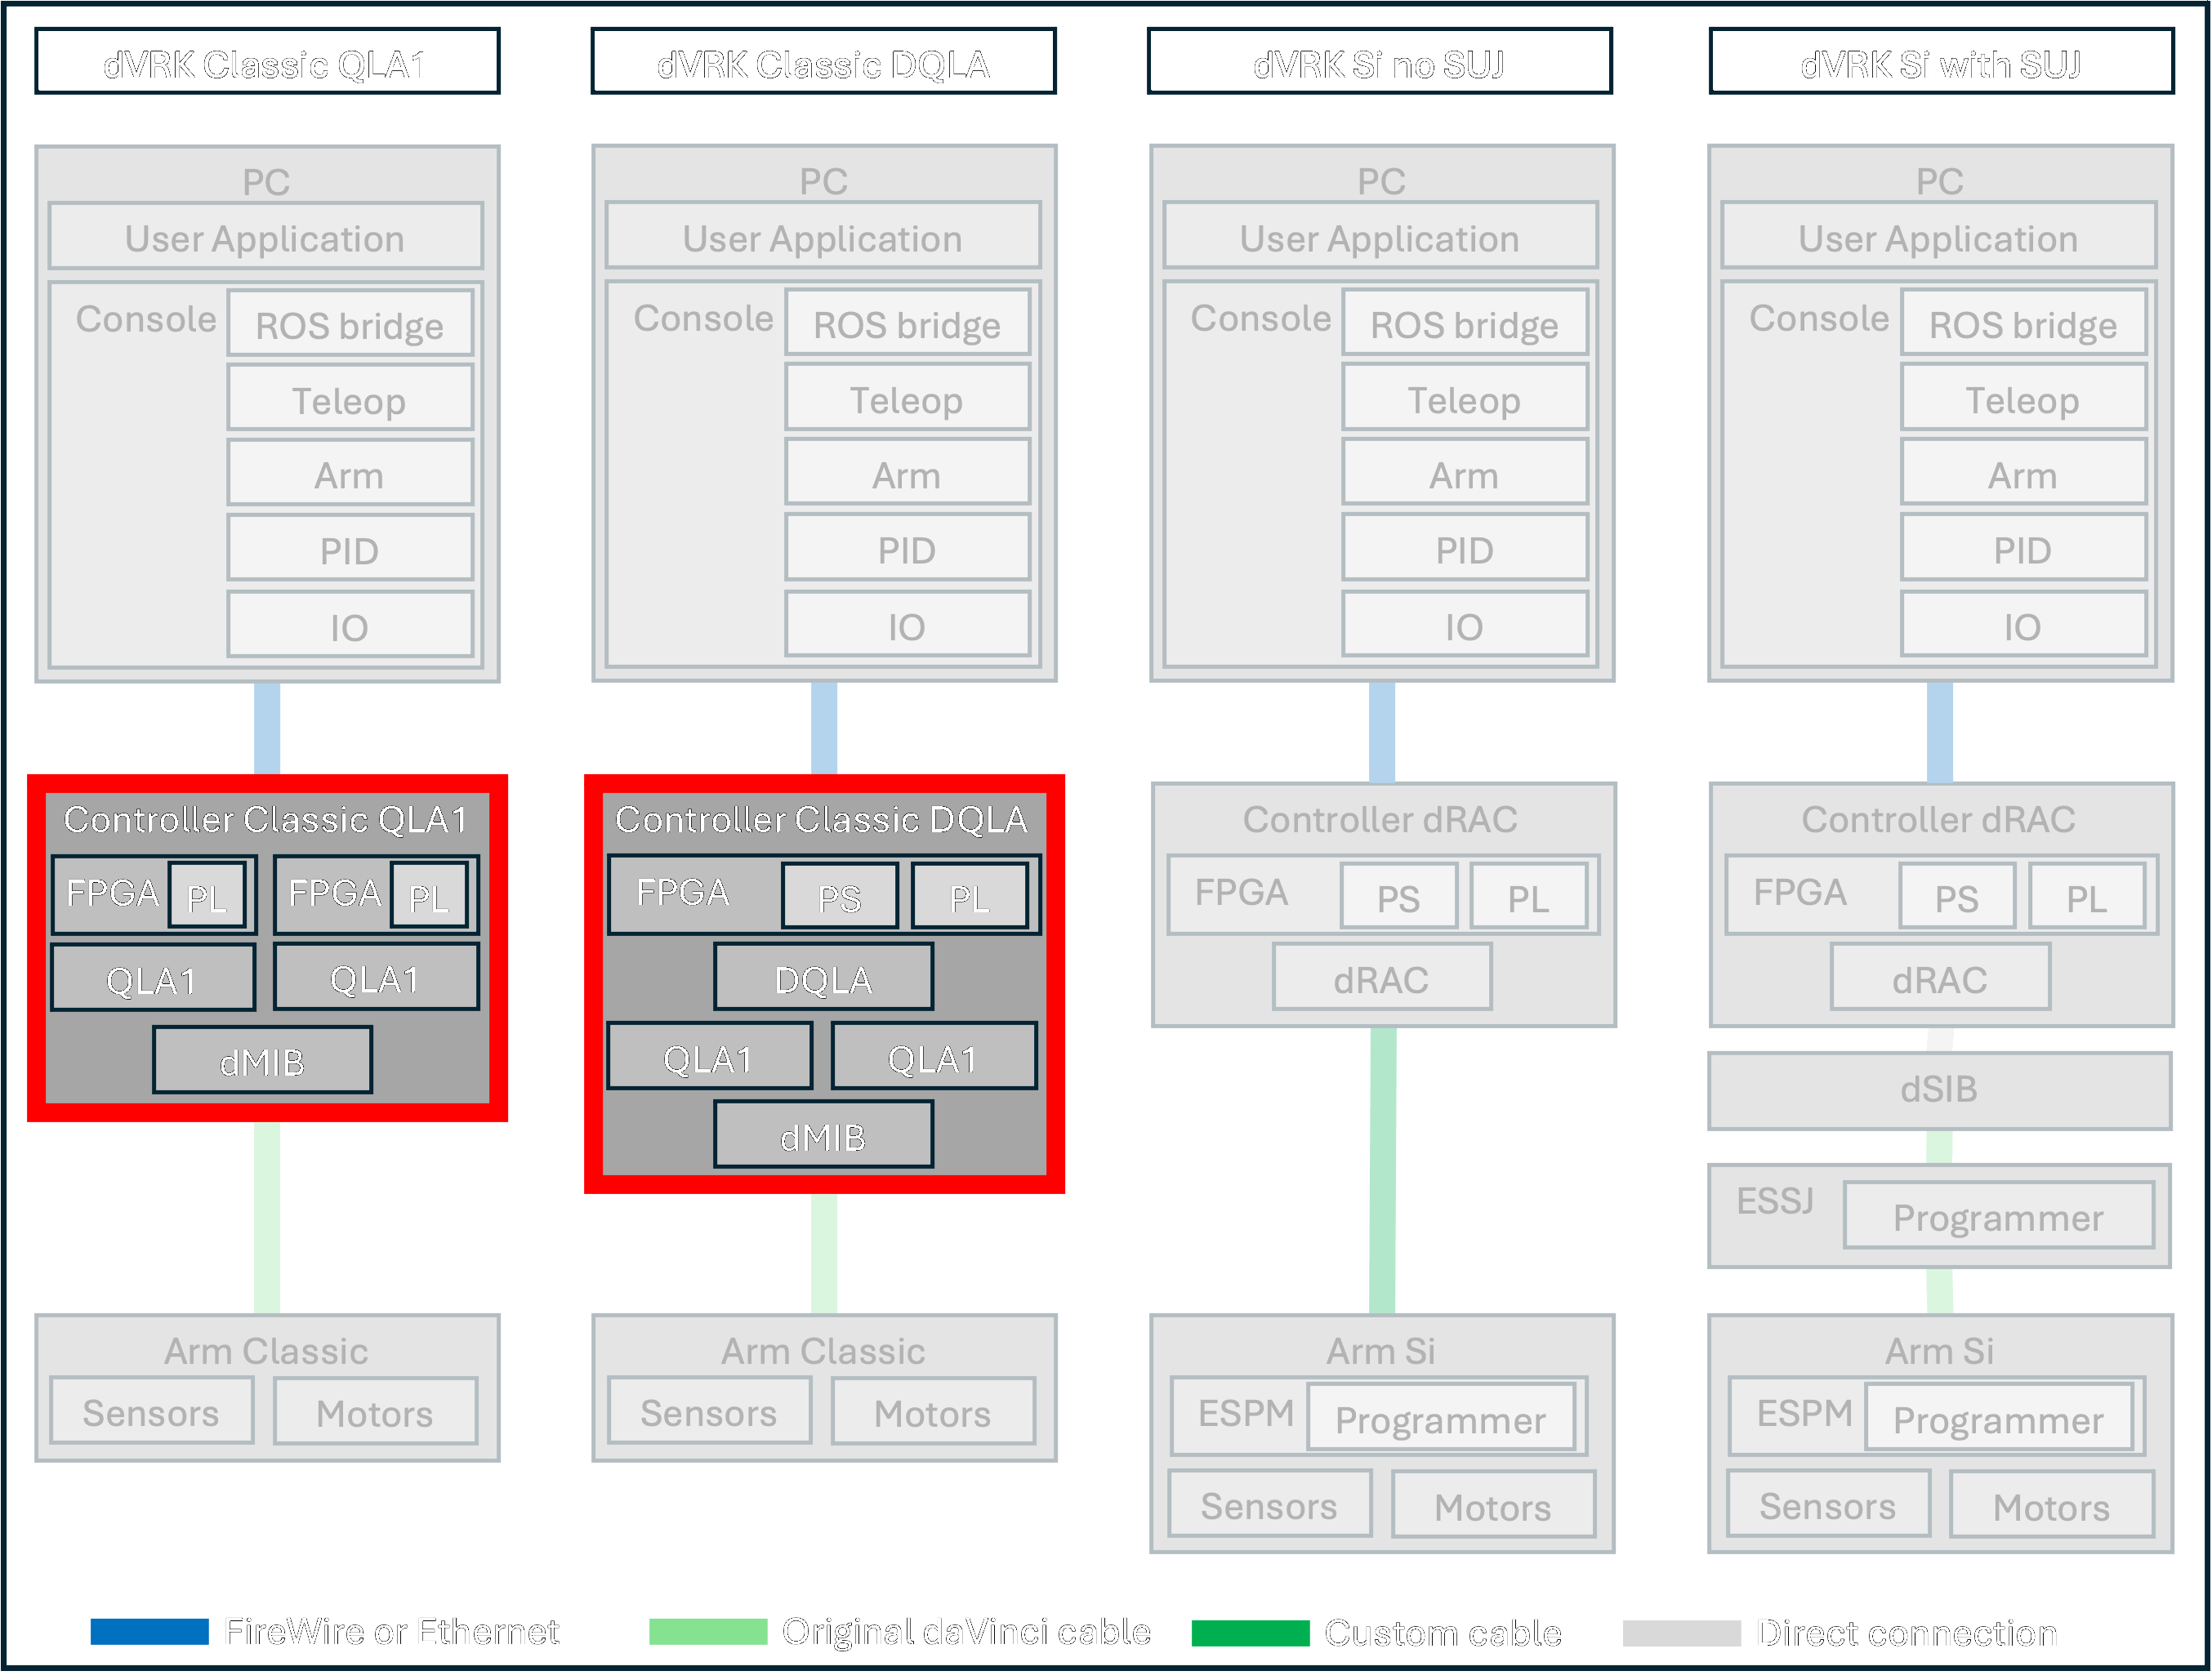 dVRK Classic QLA1
dVRK Classic DQLA
dVRK Si no SUJ
dVRK Si with SUJ
PC
User Application
Console
ROS bridge
Teleop
Arm
PID
IO
PC
User Application
Console
ROS bridge
Teleop
Arm
PID
IO
PC
User Application
Console
ROS bridge
Teleop
Arm
PID
IO
PC
User Application
Console
ROS bridge
Teleop
Arm
PID
IO
Controller Classic QLA1
FPGA
PL
FPGA
PL
QLA1
QLA1
dMIB
Controller Classic DQLA
FPGA
PS
PL
DQLA
QLA1
QLA1
dMIB
Controller dRAC
FPGA
PS
PL
dRAC
Controller dRAC
FPGA
PS
PL
dRAC
dSIB
ESSJ
Programmer
Arm Classic
Sensors
Motors
Arm Classic
Sensors
Motors
Arm Si
ESPM
Programmer
Sensors
Motors
Arm Si
ESPM
Programmer
Sensors
Motors
FireWire or Ethernet
Original daVinci cable
Custom cable
Direct connection